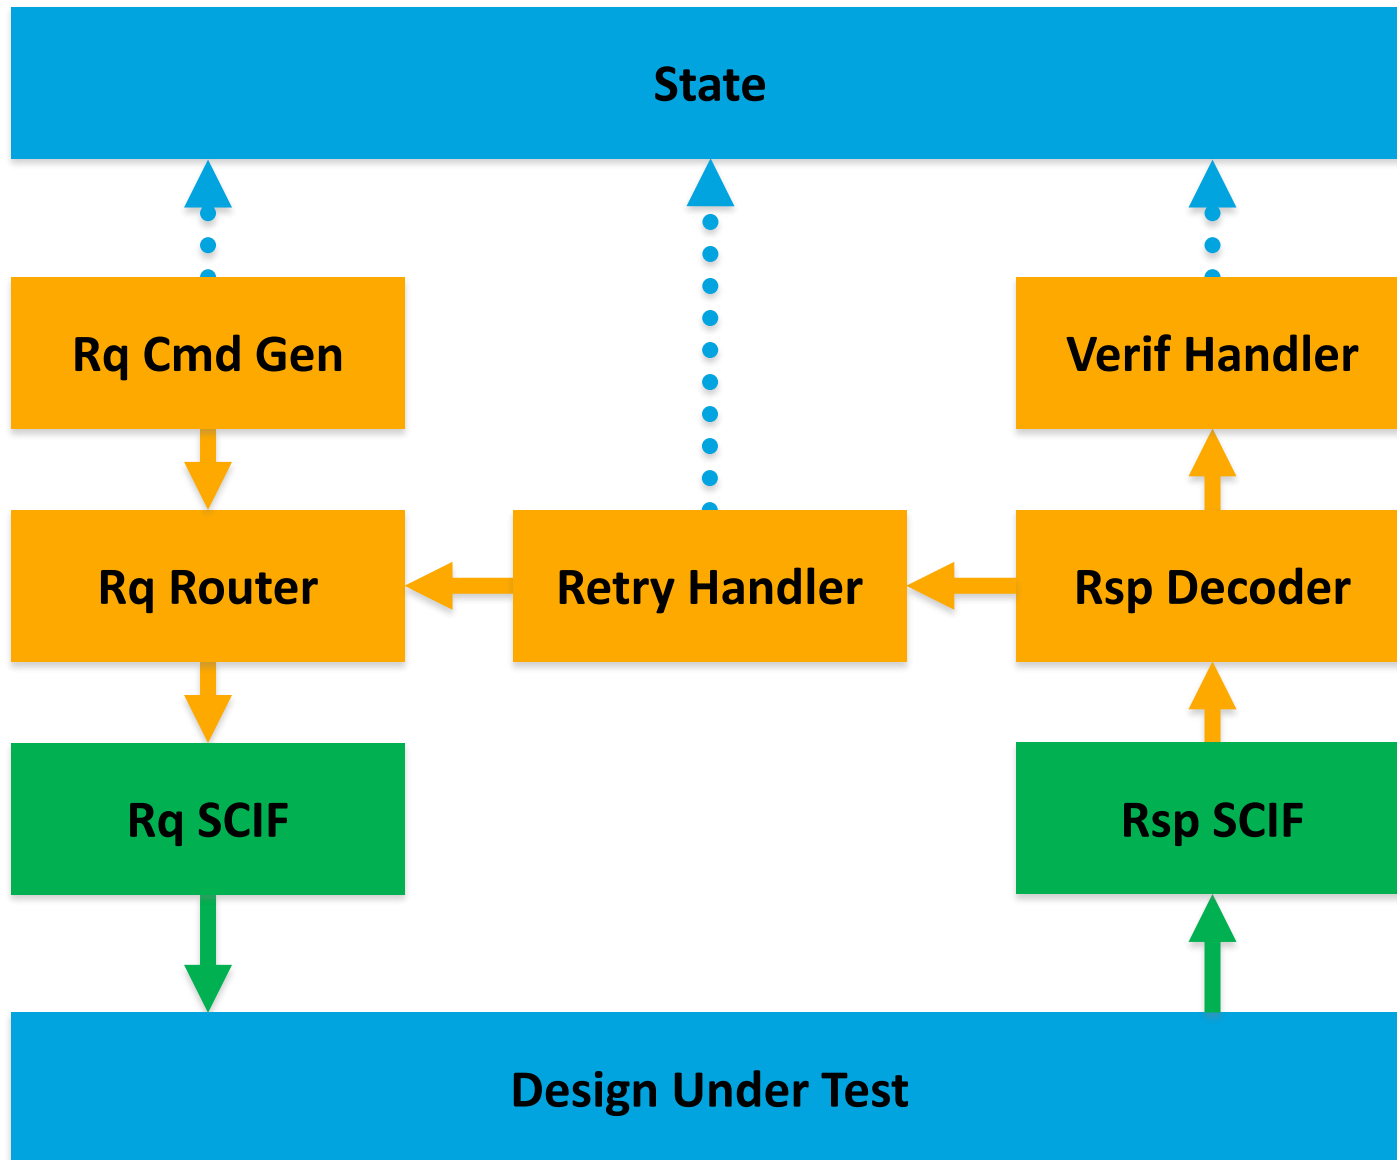 State
Rq Cmd Gen
Verif Handler
Rq Router
Retry Handler
Rsp Decoder
Rq SCIF
Rsp SCIF
Design Under Test